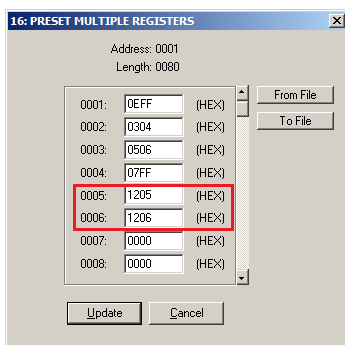 16: PRESET MULTIPLE REGISTERS
Address: 0001
Length: 0080
From File
To File
0001: 0EFF (HEX)
0002: 0304 (HEX)
0003: 0506 (HEX)
0004: 07FF (HEX)
0005: 1205 (HEX)
0006: 1206 (HEX)
0007: 0000 (HEX)
0008: 0000 (HEX)
Update Cancel